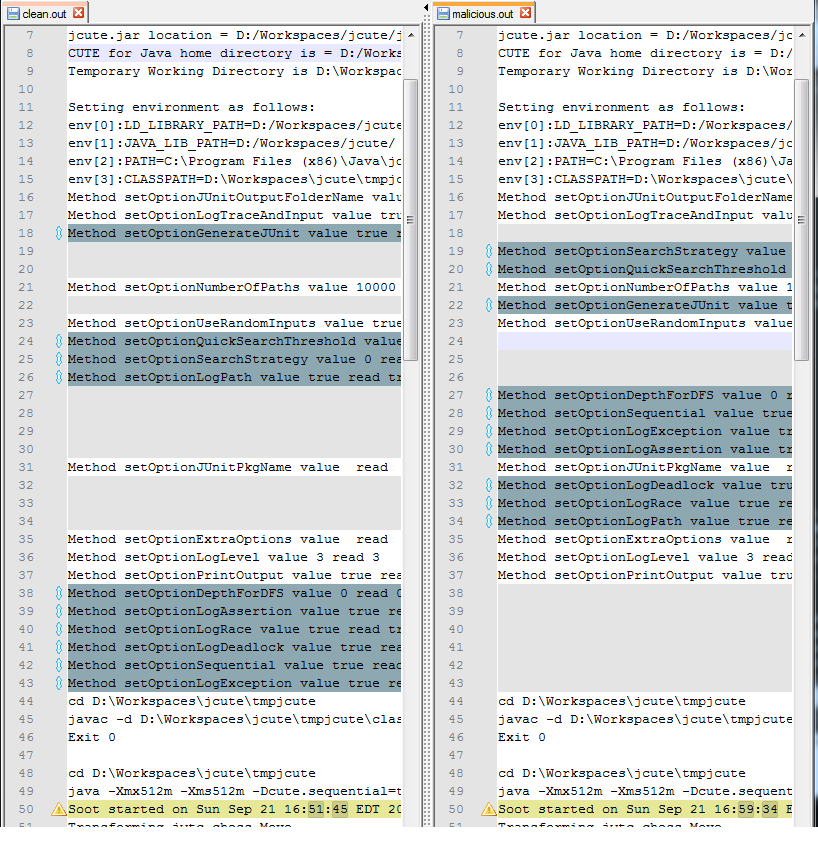 clean.out
7 jcute.jar location = D:/Workspaces/jcute/j
8 CUTE for Java home directory is = D:/Works
9 Temporary Working Directory is D:\Workspac
10
11 Setting environment as follows:
12 env[0]:LD_LIBRARY_PATH=D:/Workspaces/jcute
13 env[1]:JAVA_LIB_PATH=D:/Workspaces/jcute/
14 env[2]:PATH=C:\Program Files (x86)\Java\jc
15 env[3]:CLASSPATH=D:\Workspaces\jcute\tmpjc
16 Method setOptionJUnitOutputFolderName valu
17 Method setOptionLogTraceAndInput value tru
18 Method setOptionGenerateJUnit value true r
19
20
21 Method setOptionNumberOfPaths value 10000
22
23 Method setOptionUseRandomInputs value true
24 Method setOptionQuickSearchThreshold value
25 Method setOptionSearchStrategy value 0 rea
26 Method setOptionLogPath value true read tr
27
28
29
30
31 Method setOptionJUnitPkgName value  read
32
33
34
35 Method setOptionExtraOptions value  read
36 Method setOptionLogLevel value 3 read 3
37 Method setOptionPrintOutput value true rea
38 Method setOptionDepthForDFS value 0 read 0
39 Method setOptionLogAssertion value true re
40 Method setOptionLogRace value true read tr
41 Method setOptionLogDeadlock value true rea
42 Method setOptionSequential value true read
43 Method setOptionLogException value true re
44 cd D:\Workspaces\jcute\tmpjcute
45 javac -d D:\Workspaces\jcute\tmpjcute\clas
46 Exit 0
47
48 cd D:\Workspaces\jcute\tmpjcute
49 java -Xmx512m -Xms512m -Dcute.sequential=t
50 Soot started on Sun Sep 21 16:51:45 EDT 20
malicious.out
7 jcute.jar location = D:/Workspaces/jc
8 CUTE for Java home directory is = D:/
9 Temporary Working Directory is D:\Wor
10
11 Setting environment as follows:
12 env[0]:LD_LIBRARY_PATH=D:/Workspaces/
13 env[1]:JAVA_LIB_PATH=D:/Workspaces/jc
14 env[2]:PATH=C:\Program Files (x86)\Ja
15 env[3]:CLASSPATH=D:\Workspaces\jcute\
16 Method setOptionJUnitOutputFolderName
17 Method setOptionLogTraceAndInput valu
18
19 Method setOptionSearchStrategy value
20 Method setOptionQuickSearchThreshold
21 Method setOptionNumberOfPaths value 1
22 Method setOptionGenerateJUnit value t
23 Method setOptionUseRandomInputs value
24
25
26
27 Method setOptionDepthForDFS value 0 r
28 Method setOptionSequential value true
29 Method setOptionLogException value tr
30 Method setOptionLogAssertion value tr
31 Method setOptionJUnitPkgName value  r
32 Method setOptionLogDeadlock value tru
33 Method setOptionLogRace value true re
34 Method setOptionLogPath value true re
35 Method setOptionExtraOptions value  r
36 Method setOptionLogLevel value 3 read
37 Method setOptionPrintOutput value tru
38
39
40
41
42
43
44 cd D:\Workspaces\jcute\tmpjcute
45 javac -d D:\Workspaces\jcute\tmpjcute
46 Exit 0
47
48 cd D:\Workspaces\jcute\tmpjcute
49 java -Xmx512m -Xms512m -Dcute.sequent
50 Soot started on Sun Sep 21 16:59:34 E